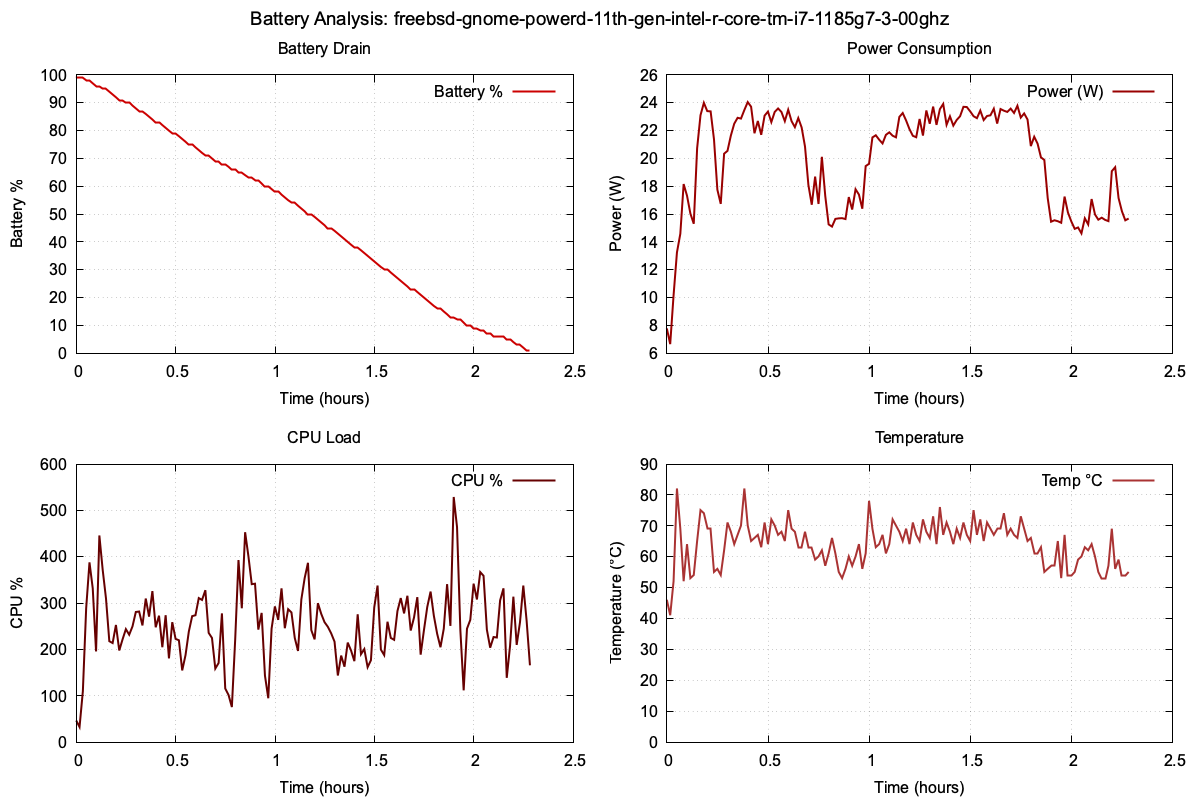 Battery Analysis: freebsd-gnome-powerd-11th-gen-intel-r-core-tm-i7-1185g7-3-00ghz
Battery Drain
Battery %
100
90
80
70
60
50
40
30
20
10
0
0 0.5 1 1.5 2 2.5
Battery %
Time (hours)
Power Consumption
Power (W)
26
24
22
20
18
16
14
12
10
8
6
0 0.5 1 1.5 2 2.5
Power (W)
Time (hours)
CPU Load
CPU %
600
500
400
300
200
100
0
0 0.5 1 1.5 2 2.5
CPU %
Time (hours)
Temperature
Temp °C
90
80
70
60
50
40
30
20
10
0
0 0.5 1 1.5 2 2.5
Temperature (°C)
Time (hours)